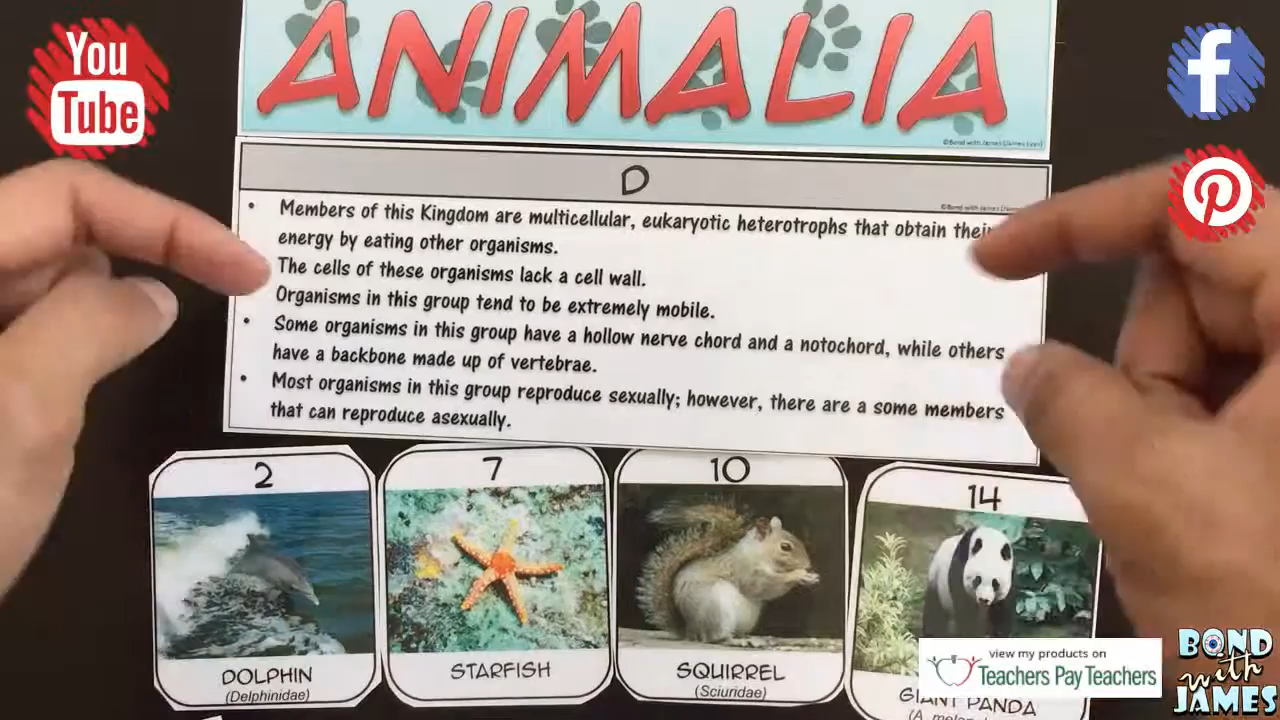 You
Tube
ANIMALIA
©Bond with James (James Lien)
D
• Members of this Kingdom are multicellular, eukaryotic heterotrophs that obtain their
energy by eating other organisms.
The cells of these organisms lack a cell wall.
Organisms in this group tend to be extremely mobile.
• Some organisms in this group have a hollow nerve chord and a notochord, while others
have a backbone made up of vertebrae.
• Most organisms in this group reproduce sexually; however, there are a some members
that can reproduce asexually.
2
DOLPHIN
(Delphinidae)
7
STARFISH
10
SQUIRREL
(Sciuridae)
14
GIANT PANDA
view my products on
Teachers Pay Teachers
BOND
with
JAMES